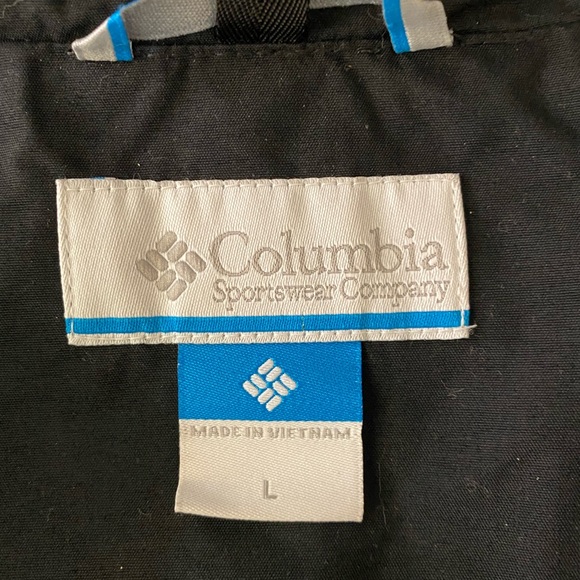 Columbia
Sportswear Company
MADE IN VIETNAM
L